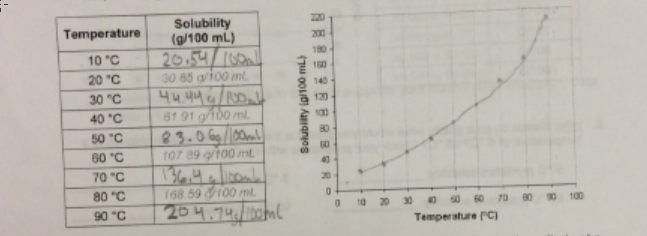 Temperature Solubility (g/100 mL)
10 °C 20.54/100ml
20 °C 30.65 g/100 mL
30 °C 44.44g/100ml
40 °C 61.91 g/100 mL
50 °C 83.06g/100ml
60 °C 107.89 g/100 mL
70 °C 136.4g/100ml
80 °C 168.59 g/100 mL
90 °C 204.74g/100ml
Solubility (g/100 mL)
220
200
180
160
140
120
100
80
60
40
20
0
0 10 20 30 40 50 60 70 80 90 100
Temperature (°C)